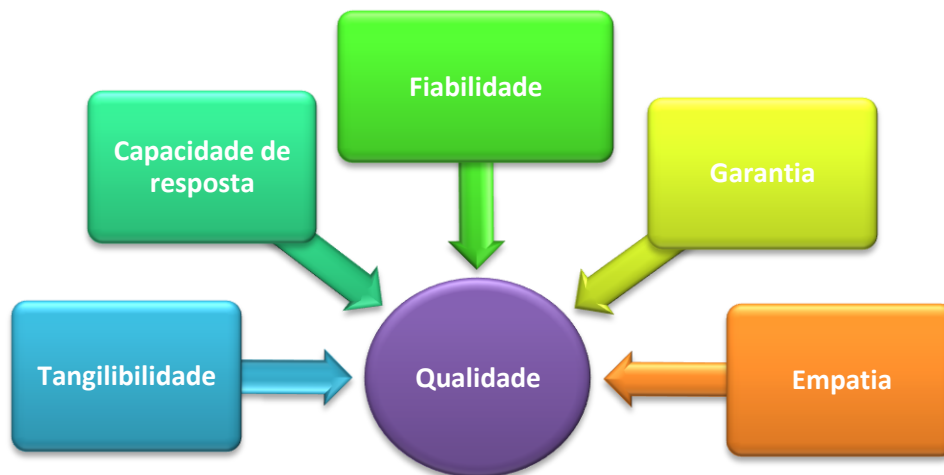 Fiabilidade
Capacidade de
resposta
Garantia
Tangilibilidade
Qualidade
Empatia